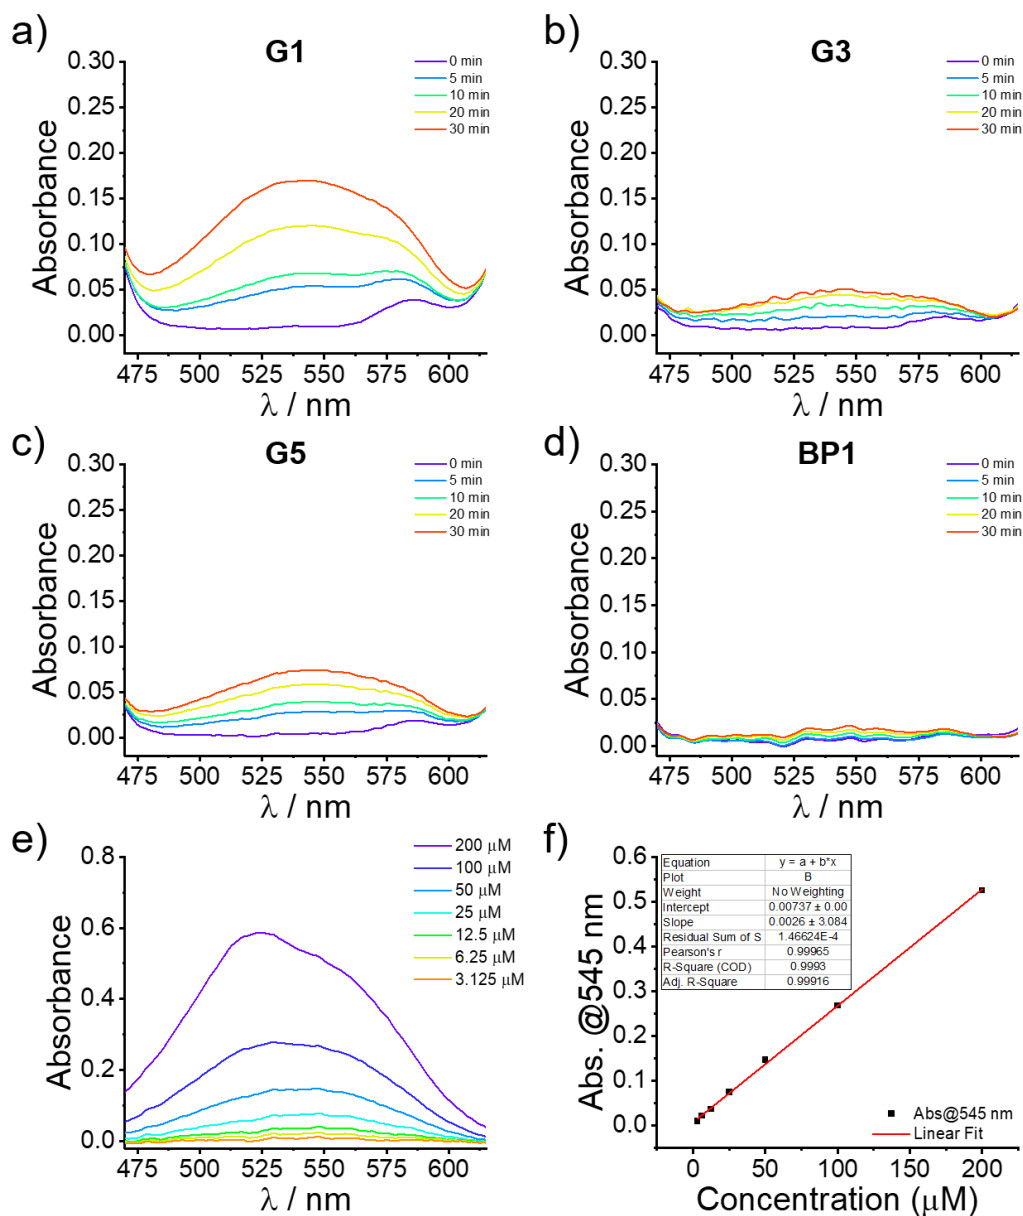 a)
G1
0.30
0.25
0.20
0.15
0.10
0.05
0.00
Absorbance
0 min
5 min
10 min
20 min
30 min
475 500 525 550 575 600
λ / nm
b)
G3
0.30
0.25
0.20
0.15
0.10
0.05
0.00
Absorbance
0 min
5 min
10 min
20 min
30 min
475 500 525 550 575 600
λ / nm
c)
G5
0.30
0.25
0.20
0.15
0.10
0.05
0.00
Absorbance
0 min
5 min
10 min
20 min
30 min
475 500 525 550 575 600
λ / nm
d)
BP1
0.30
0.25
0.20
0.15
0.10
0.05
0.00
Absorbance
0 min
5 min
10 min
20 min
30 min
475 500 525 550 575 600
λ / nm
e)
0.8
0.6
0.4
0.2
0.0
Absorbance
200 μM
100 μM
50 μM
25 μM
12.5 μM
6.25 μM
3.125 μM
475 500 525 550 575 600
λ / nm
f)
0.6
0.5
0.4
0.3
0.2
0.1
0.0
Abs. @545 nm
Equation y = a + b*x
Plot B
Weight No Weighting
Intercept 0.00737 ± 0.00
Slope 0.0026 ± 3.084
Residual Sum of S 1.46624E-4
Pearson's r 0.99965
R-Square (COD) 0.9993
Adj. R-Square 0.99916
Abs@545 nm
Linear Fit
0 50 100 150 200
Concentration (μM)